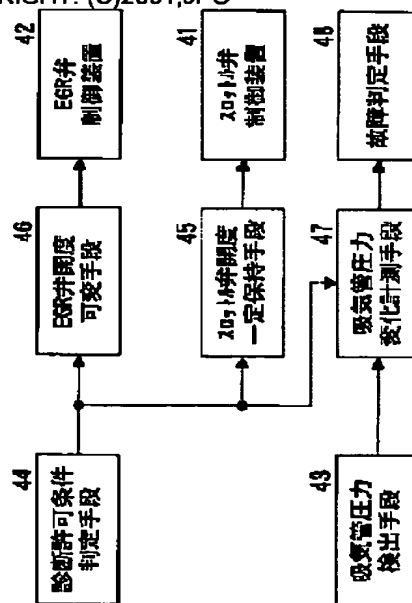 RIGHT: (C)2001,JPO
42
EGR弁
制御装置
41
ｽﾛｯﾄﾙ弁
制御装置
48
故障判定手段
46
EGR弁開度
可変手段
45
ｽﾛｯﾄﾙ弁開度
一定保持手段
47
吸気管圧力
変化計測手段
44
診断許可条件
判定手段
43
吸気管圧力
検出手段